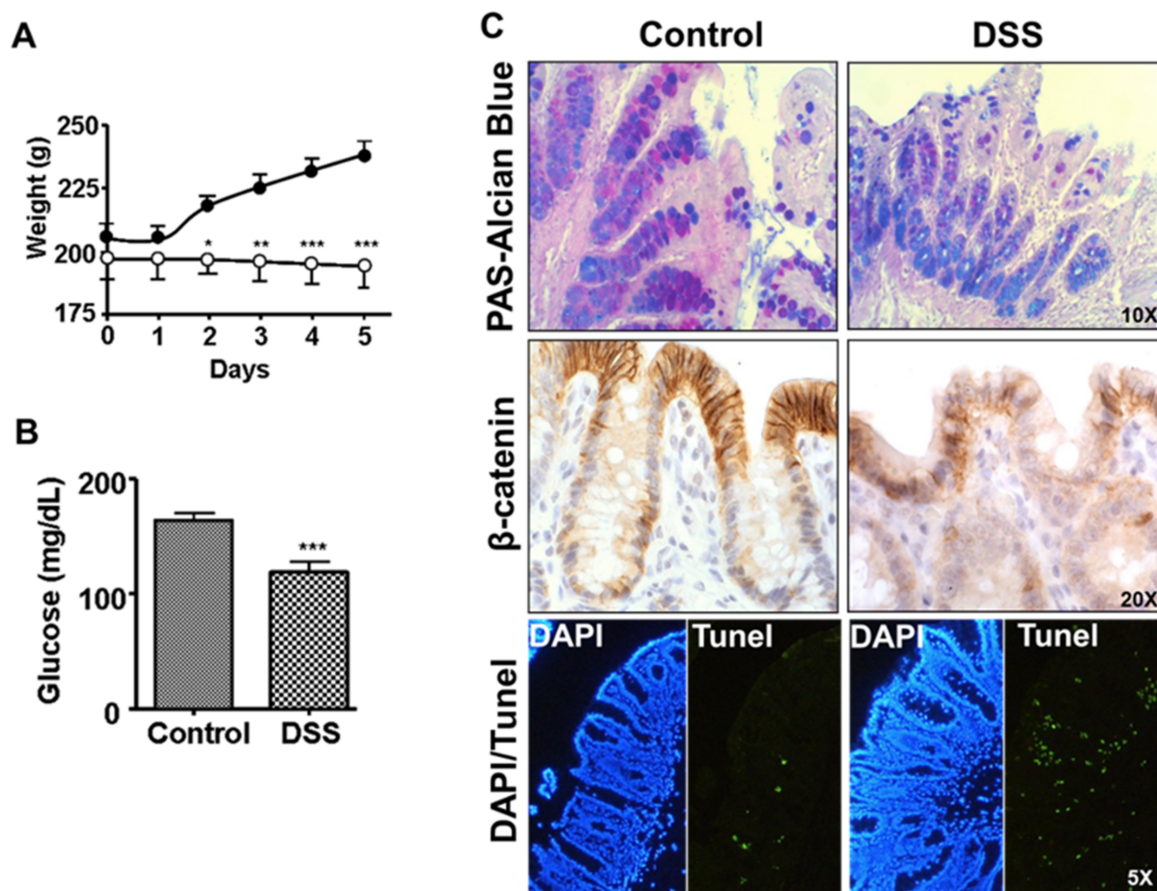 A
Weight (g)
250
225
200
175
* ** *** ***
0 1 2 3 4 5
Days
B
Glucose (mg/dL)
200
100
0
***
Control DSS
C
Control DSS
PAS-Alcian Blue
10X
β-catenin
20X
DAPI/Tunel
DAPI Tunel DAPI Tunel
5X